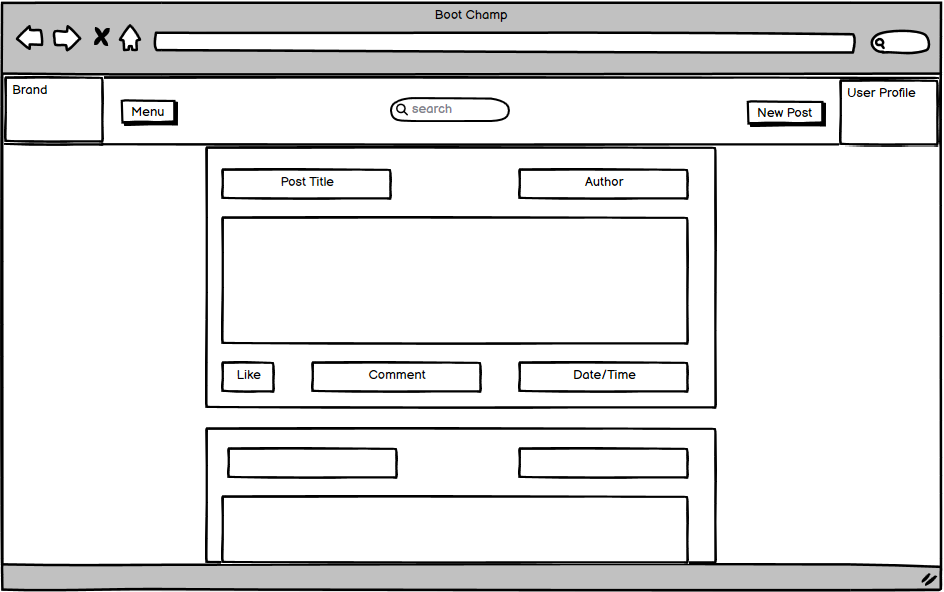 Boot Champ
Brand
Menu
search
New Post
User Profile
Post Title
Author
Like
Comment
Date/Time